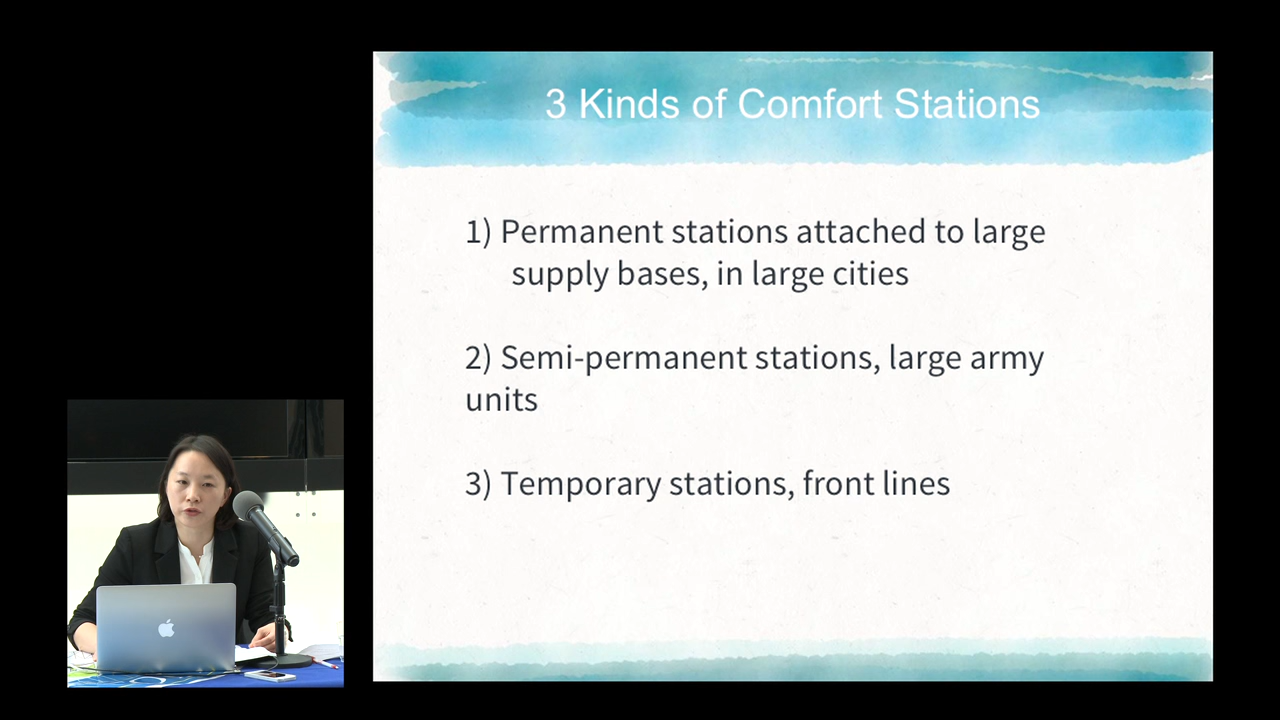 3 Kinds of Comfort Stations
1) Permanent stations attached to large
supply bases, in large cities
2) Semi-permanent stations, large army
units
3) Temporary stations, front lines